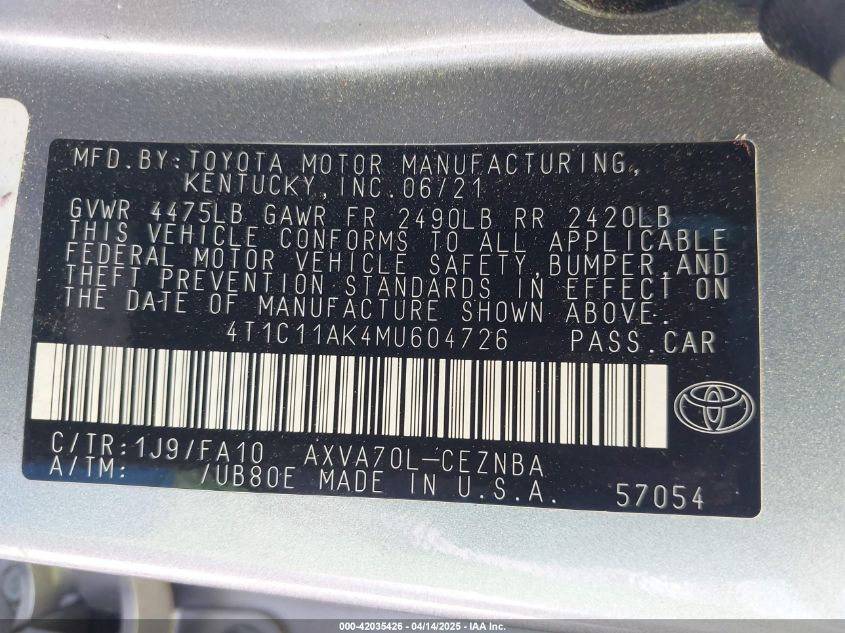 MFD.BY:TOYOTA MOTOR MANUFACTURING,
KENTUCKY,INC.06/21
GVWR 4475LB GAWR FR 2490LB RR 2420LB
THIS VEHICLE CONFORMS TO ALL APPLICABLE
FEDERAL MOTOR VEHICLE SAFETY,BUMPER,AND
THEFT PREVENTION STANDARDS IN EFFECT ON
THE DATE OF MANUFACTURE SHOWN ABOVE.
4T1C11AK4MU604726 PASS.CAR
C/TR:1J9/FA10 AXVA70L-CEZNBA
A/TM: /UB80E MADE IN U.S.A. 57054
000-42035426 - 04/14/2025 - IAA Inc.